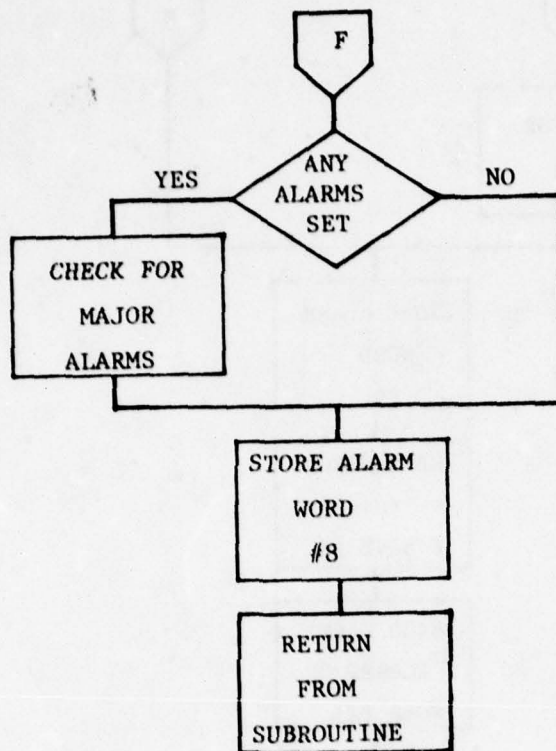 F
ANY
ALARMS
SET
YES
NO
CHECK FOR
MAJOR
ALARMS
STORE ALARM
WORD
#8
RETURN
FROM
SUBROUTINE